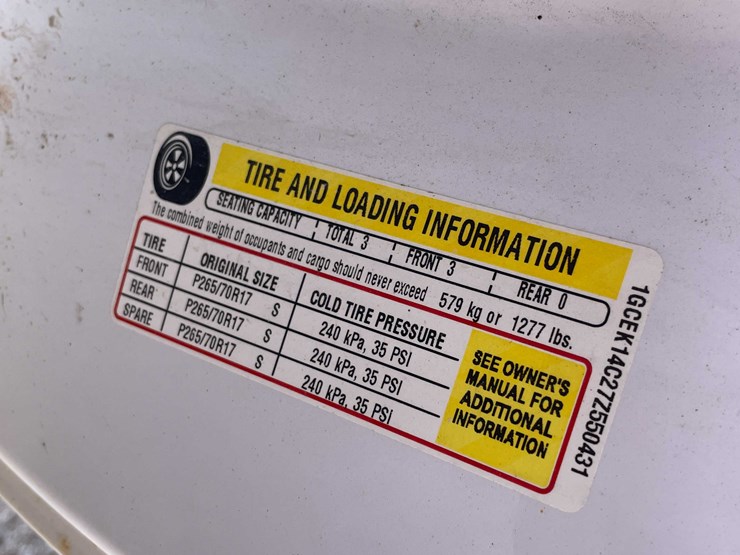 TIRE AND LOADING INFORMATION
SEATING CAPACITY TOTAL 3 FRONT 3 REAR 0
The combined weight of occupants and cargo should never exceed 579 kg or 1277 lbs.
TIRE ORIGINAL SIZE COLD TIRE PRESSURE
FRONT P265/70R17 S 240 kPa, 35 PSI
REAR P265/70R17 S 240 kPa, 35 PSI
SPARE P265/70R17 S 240 kPa, 35 PSI
SEE OWNER'S
MANUAL FOR
ADDITIONAL
INFORMATION
1GCEK14C27Z550431